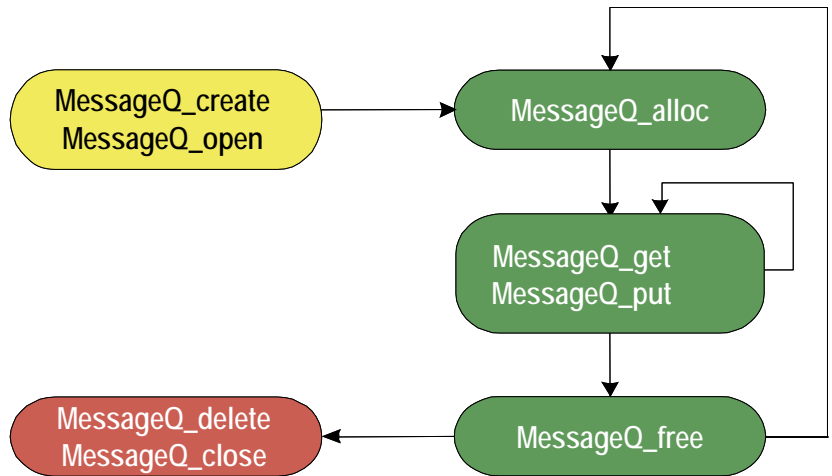 MessageQ_create
MessageQ_open
MessageQ_alloc
MessageQ_get
MessageQ_put
MessageQ_delete
MessageQ_close
MessageQ_free